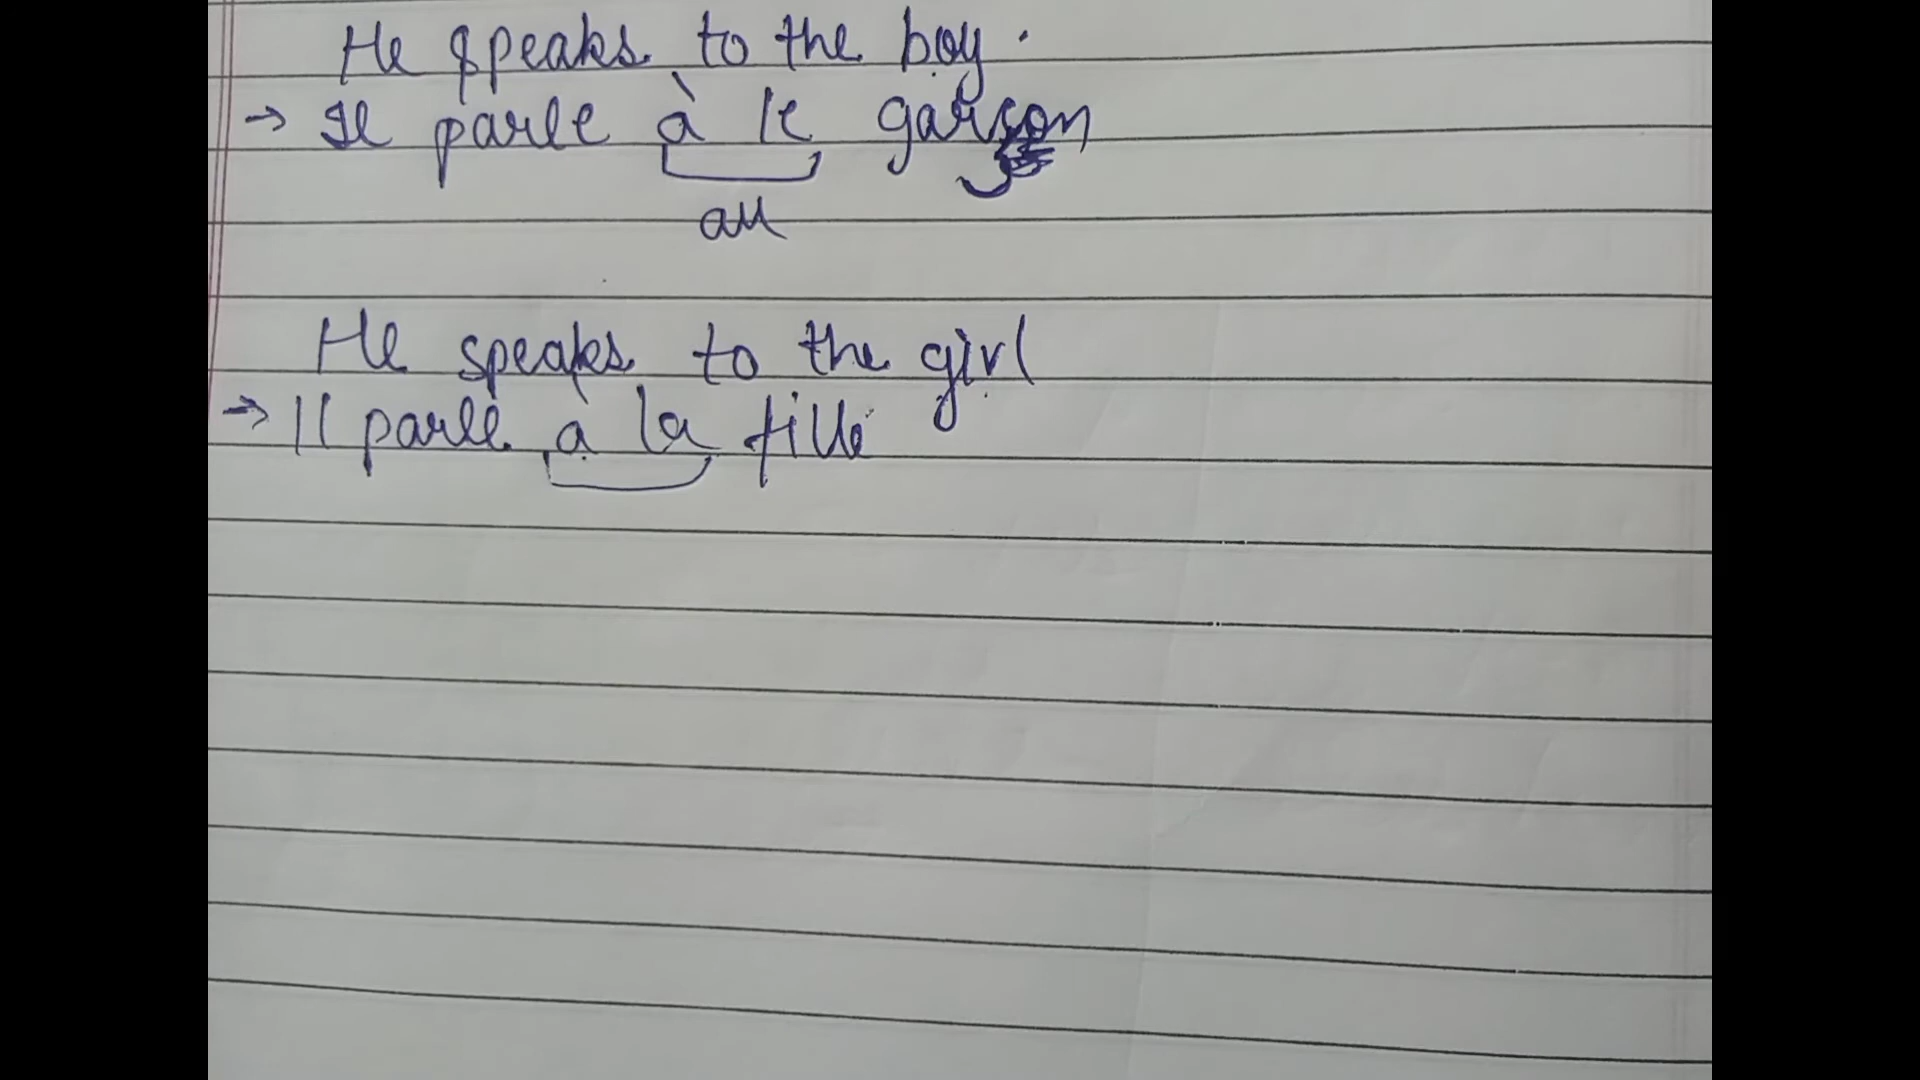 He speaks to the boy.
→ Il parle à le garçon
au
He speaks to the girl
→ Il parle à la fille